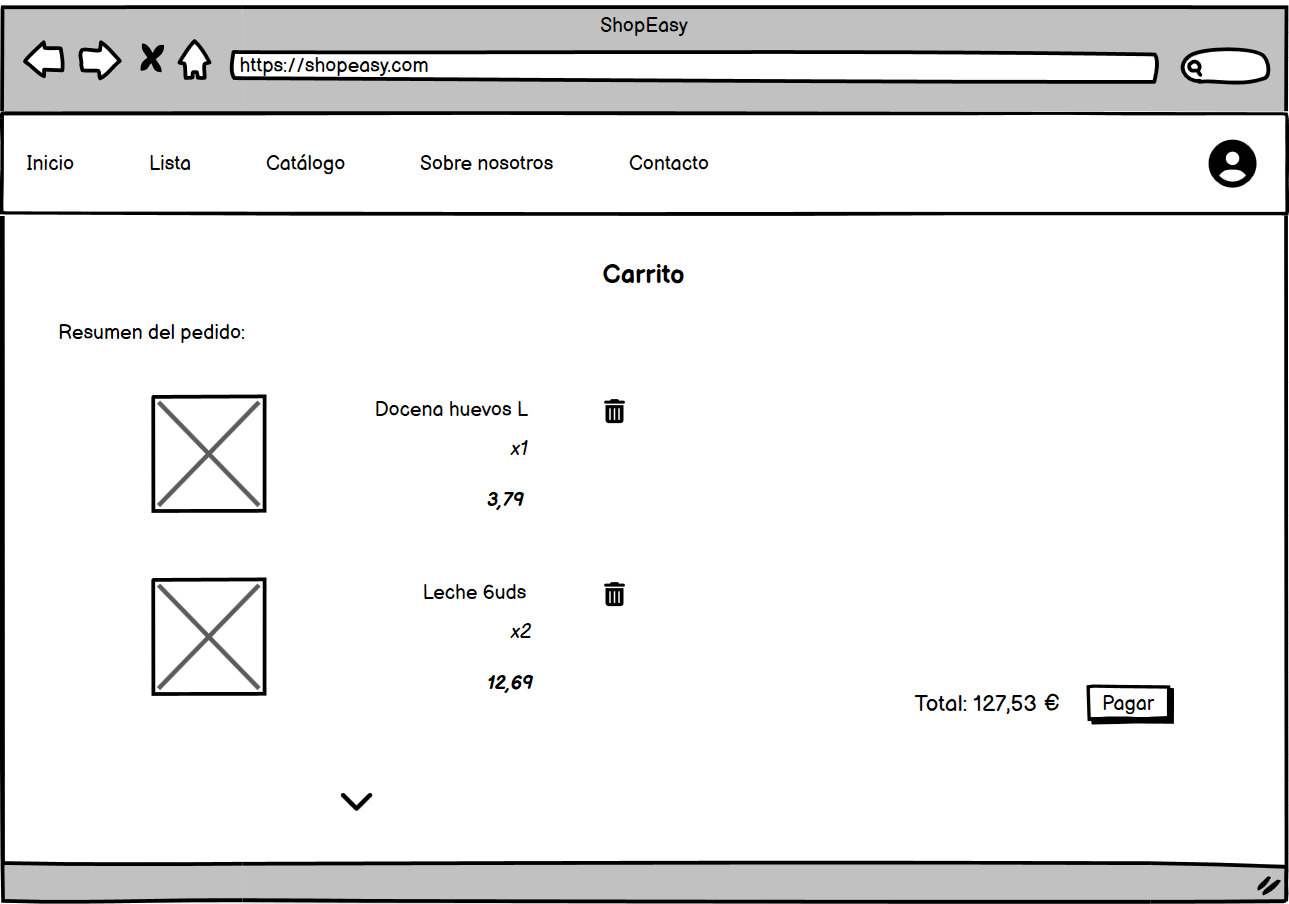 ShopEasy
https://shopeasy.com
Inicio Lista Catálogo Sobre nosotros Contacto
Carrito
Resumen del pedido:
Docena huevos L
x1
3,79
Leche 6uds
x2
12,69
Total: 127,53 € Pagar